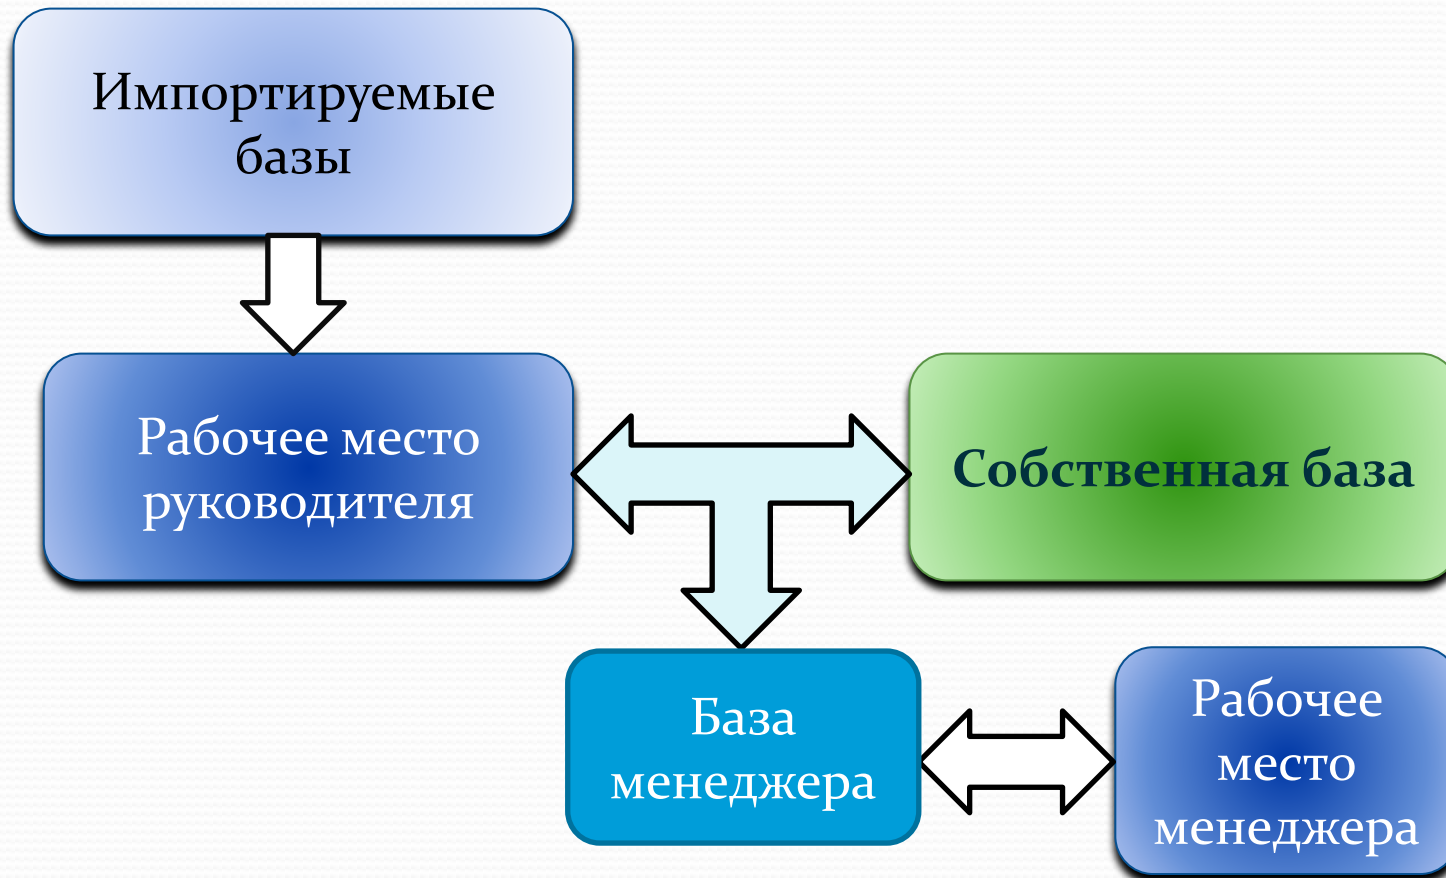 Импортируемые
базы
Рабочее место
руководителя
Собственная база
База
менеджера
Рабочее
место
менеджера